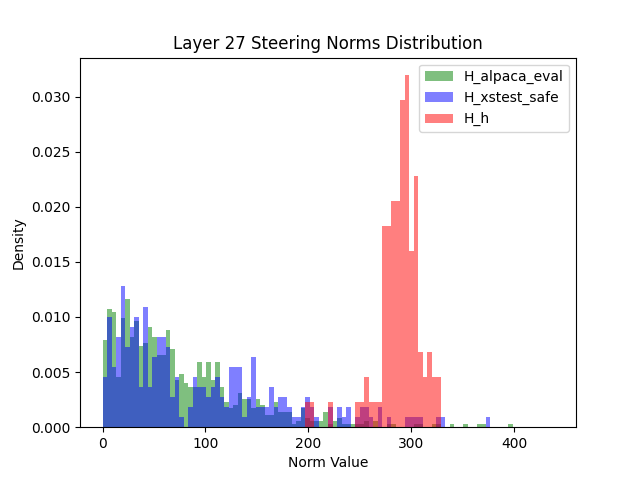 Layer 27 Steering Norms Distribution
H_alpaca_eval
H_xstest_safe
H_h
0.030
0.025
0.020
0.015
0.010
0.005
0.000
Density
0
100
200
300
400
Norm Value